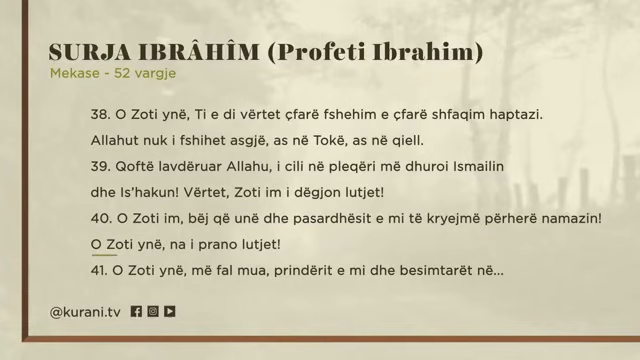 SURJA IBRÂHÎM (Profeti Ibrahim)
Mekase - 52 vargje
38. O Zoti ynë, Ti e di vërtet çfarë fshehim e çfarë shfaqim haptazi.
Allahut nuk i fshihet asgjë, as në Tokë, as në qiell.
39. Qoftë lavdëruar Allahu, i cili në pleqëri më dhuroi Ismailin
dhe Is'hakun! Vërtet, Zoti im i dëgjon lutjet!
40. O Zoti im, bëj që unë dhe pasardhësit e mi të kryejmë përherë namazin!
O Zoti ynë, na i prano lutjet!
41. O Zoti ynë, më fal mua, prindërit e mi dhe besimtarët në...
@kurani.tv